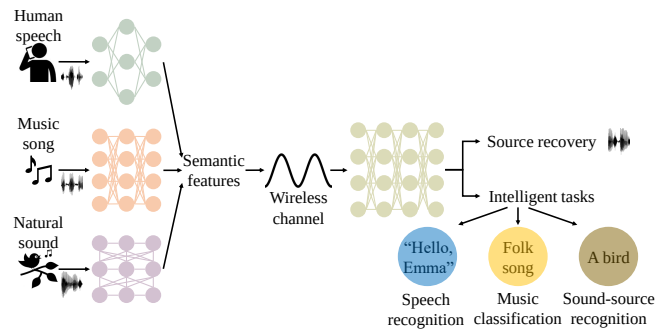 Human
speech
Music
song
Natural
sound
Semantic
features
Wireless
channel
Source recovery
Intelligent tasks
“Hello,
Emma”
Folk
song
A bird
Speech
recognition
Music
classification
Sound-source
recognition